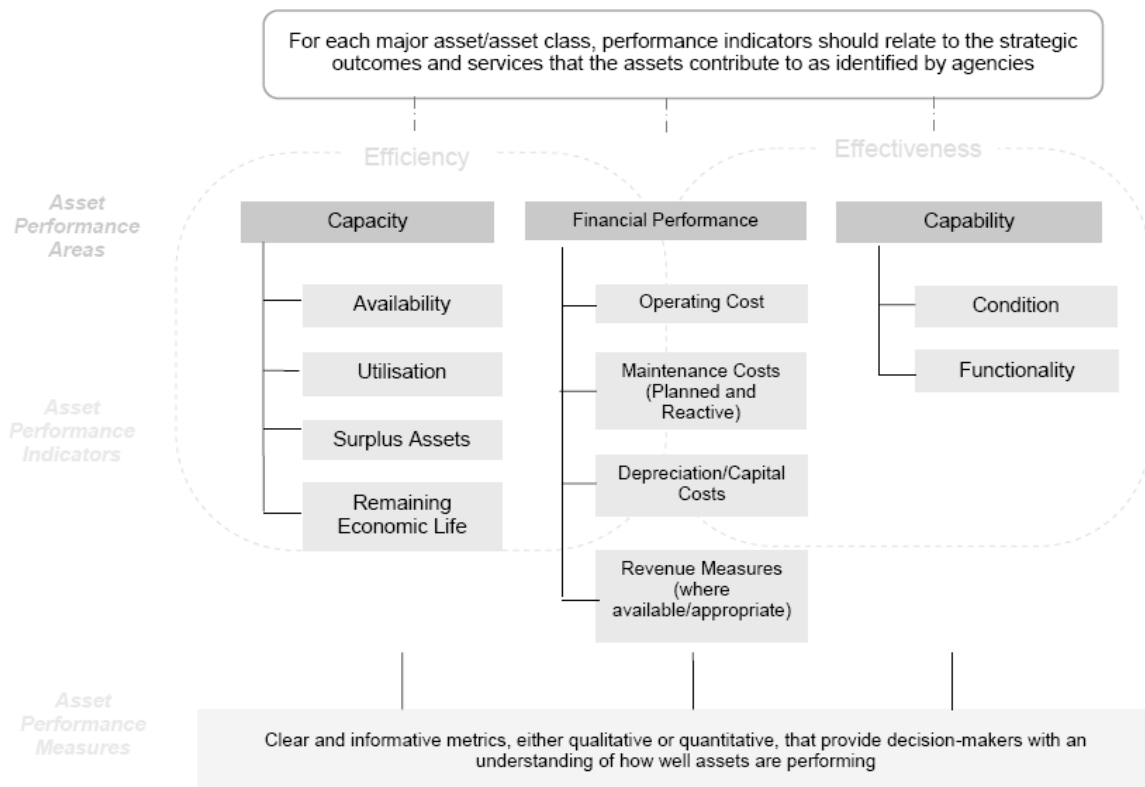 For each major asset/asset class, performance indicators should relate to the strategic
outcomes and services that the assets contribute to as identified by agencies
Efficiency
Effectiveness
Asset
Performance
Areas
Capacity
Financial Performance
Capability
Availability
Utilisation
Surplus Assets
Remaining
Economic Life
Operating Cost
Maintenance Costs
(Planned and
Reactive)
Depreciation/Capital
Costs
Revenue Measures
(where
available/appropriate)
Condition
Functionality
Asset
Performance
Indicators
Asset
Performance
Measures
Clear and informative metrics, either qualitative or quantitative, that provide decision-makers with an
understanding of how well assets are performing